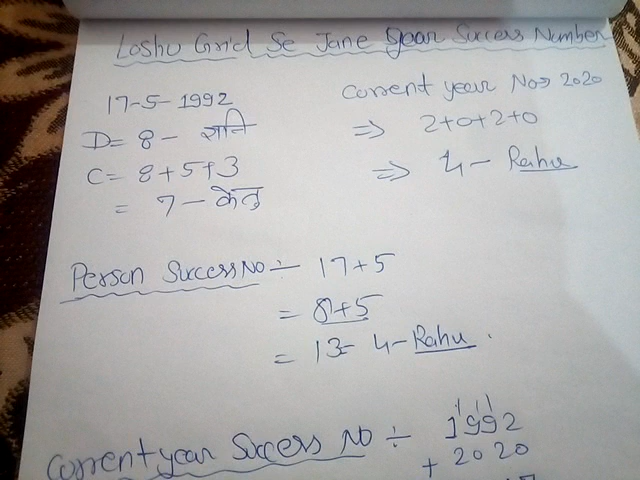 Loshu Grid Se Jane Year Success Number
17-5-1992
D= 8 - शनि
C= 8+5+3
= 7 - केतु
Current year No⇒ 2020
⇒ 2+0+2+0
⇒ 4 - Rahu
Person Success No ÷ 17+5
= 8+5
= 13- 4- Rahu .
Current year Success No ÷ 1992
+ 2020